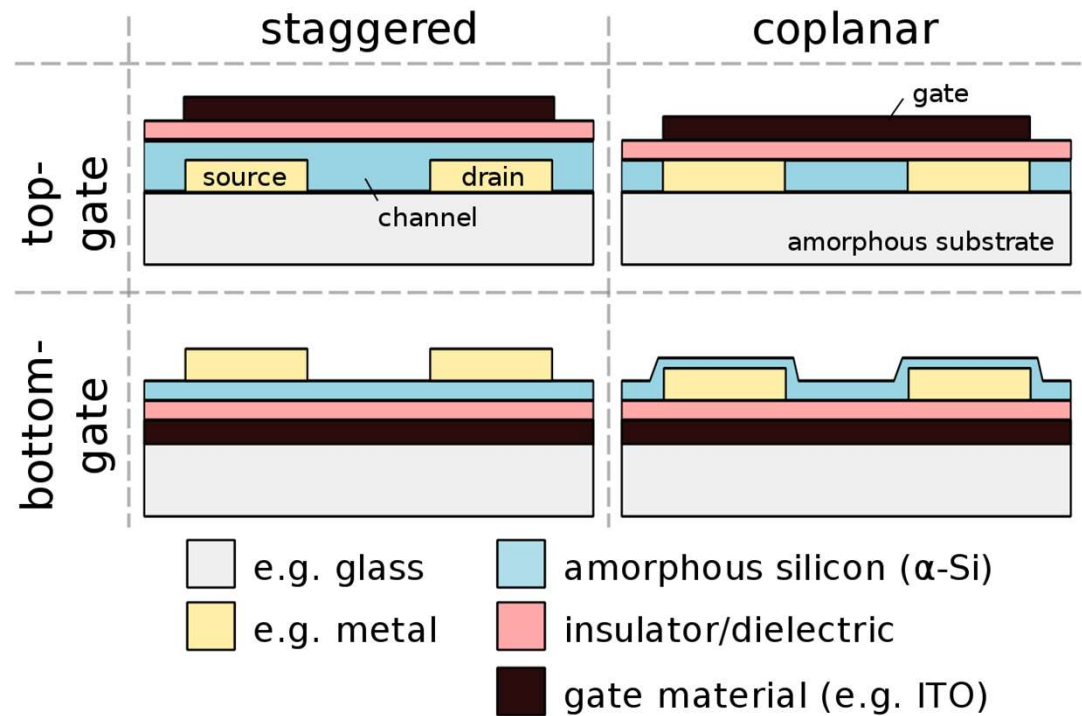 staggered
coplanar
top-
gate
source
drain
channel
gate
amorphous substrate
bottom-
gate
e.g. glass
amorphous silicon (α-Si)
e.g. metal
insulator/dielectric
gate material (e.g. ITO)